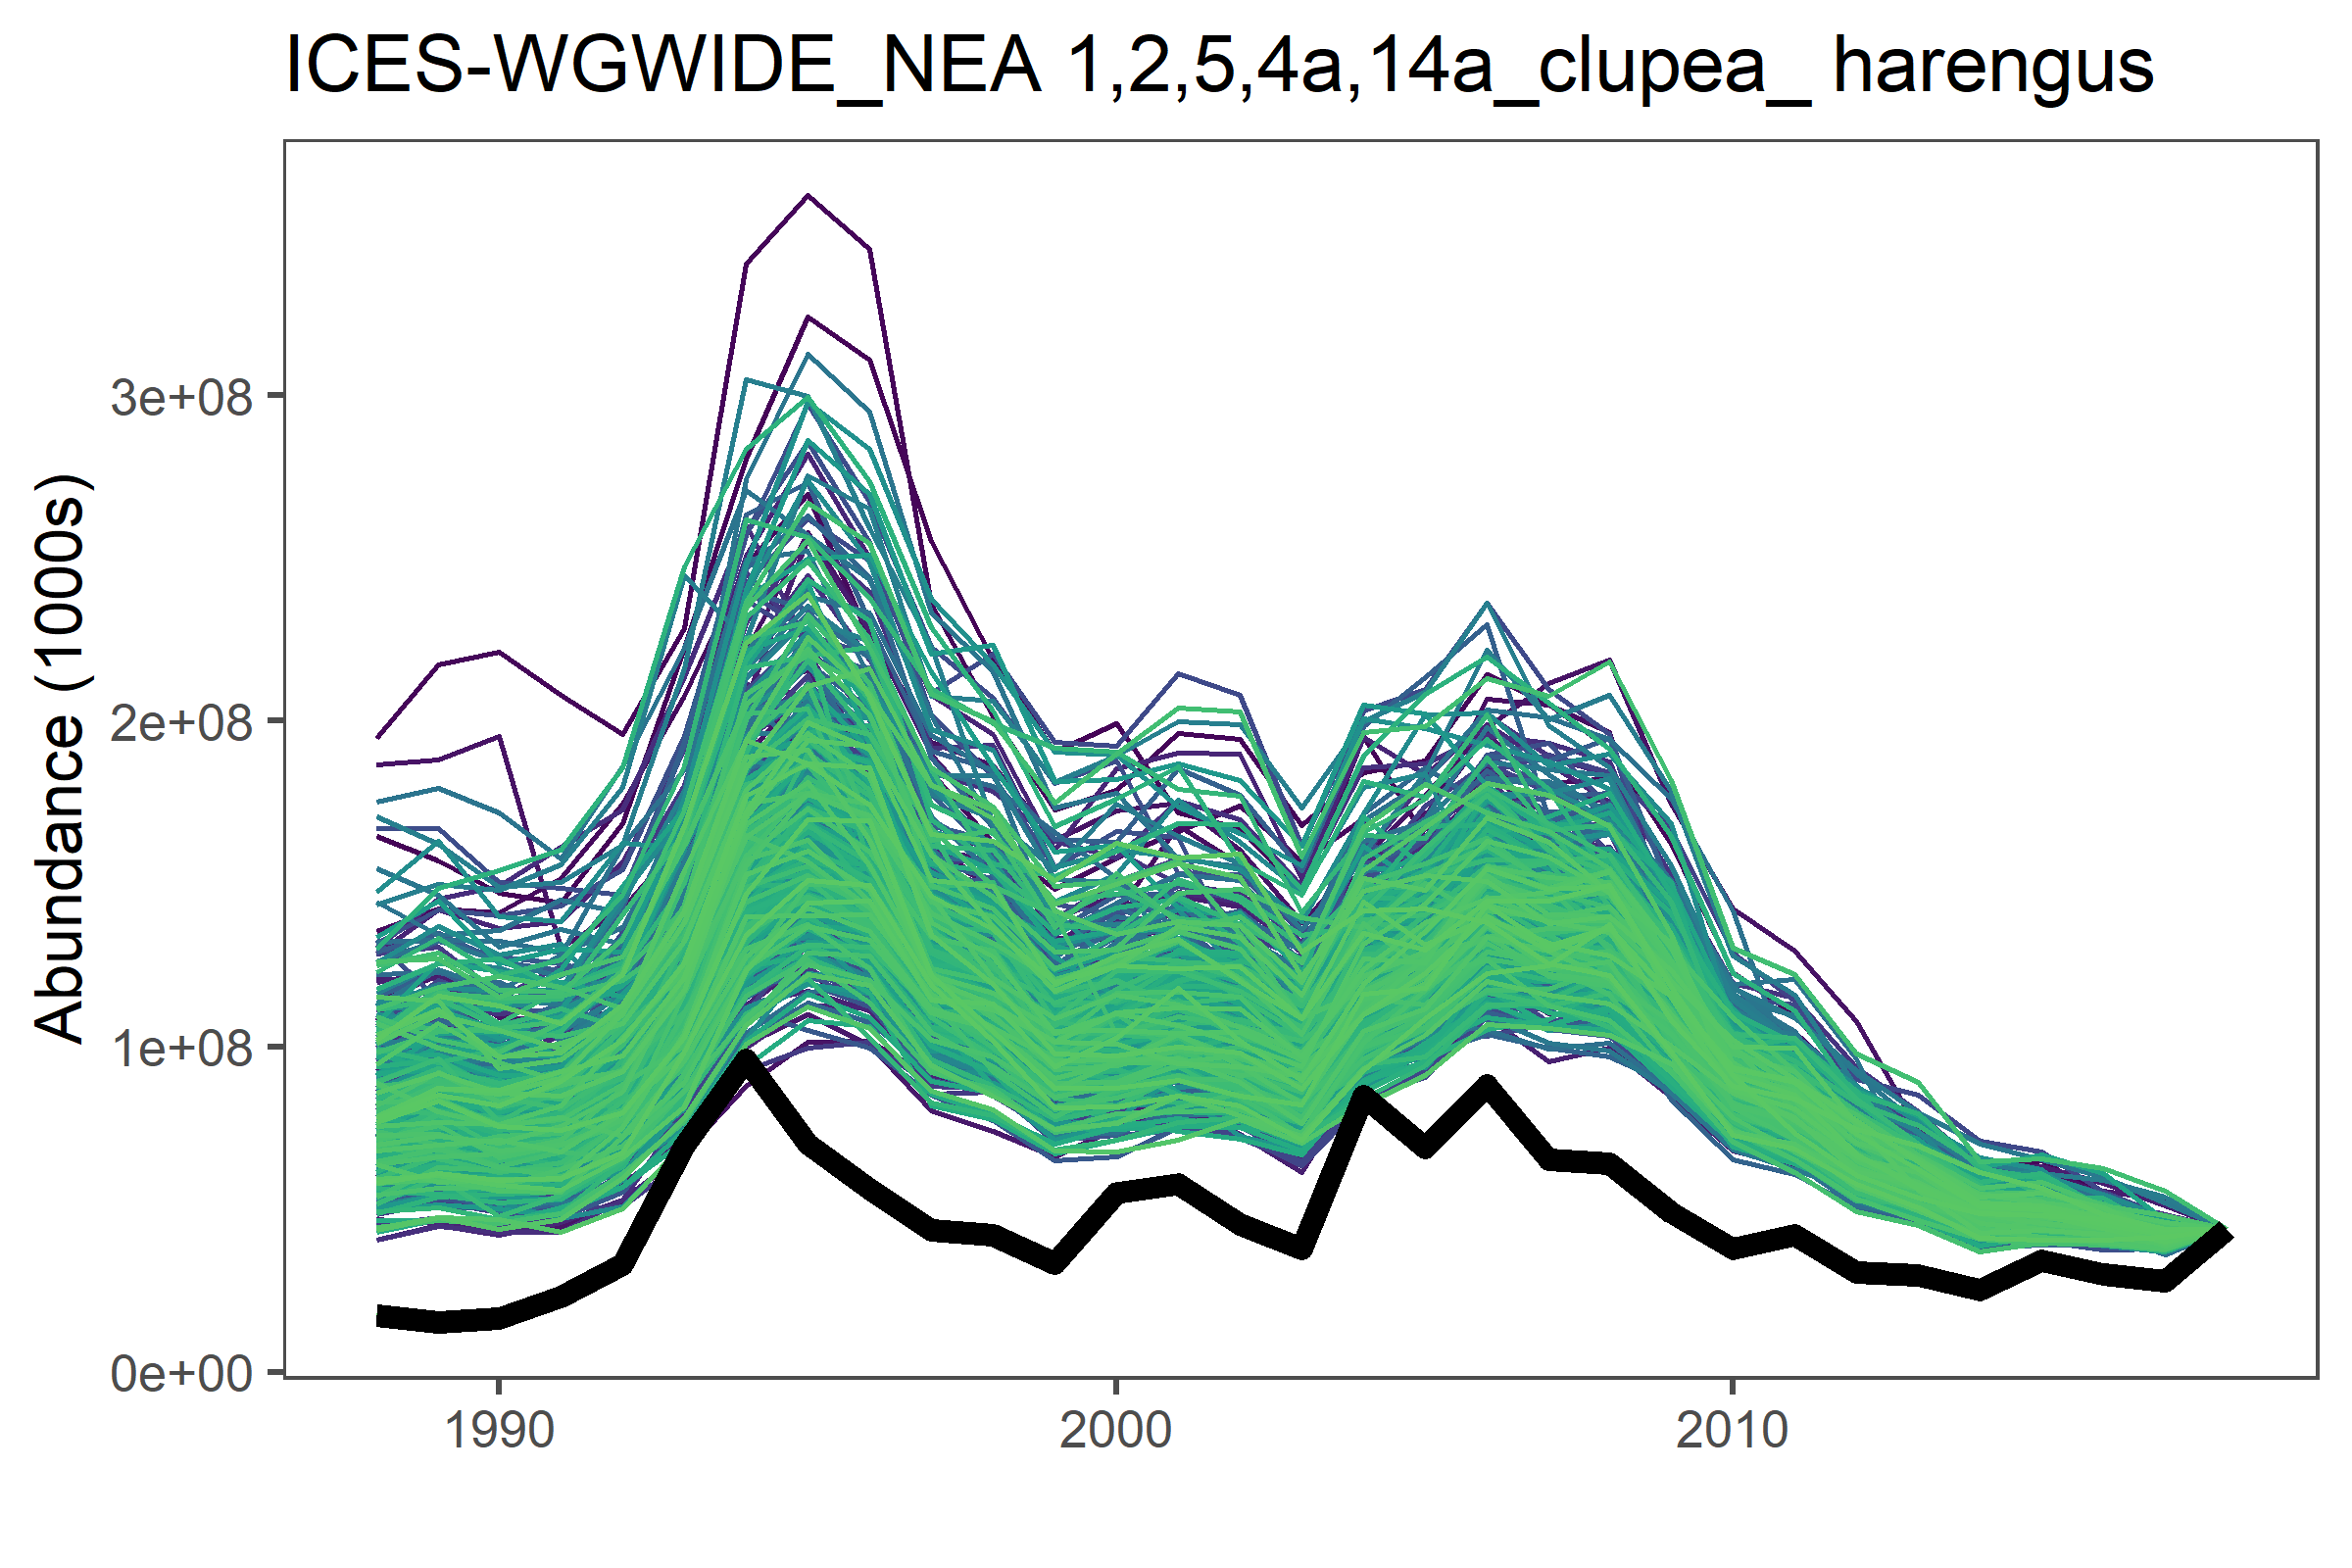 ICES-WGWIDE_NEA 1,2,5,4a,14a_clupea_ harengus
Abundance (1000s)
3e+08
2e+08
1e+08
0e+00
1990 2000 2010